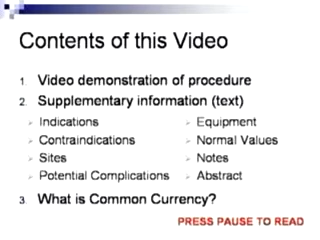 Contents of this Video
1. Video demonstration of procedure
2. Supplementary information (text)
➢ Indications
➢ Contraindications
➢ Sites
➢ Potential Complications
➢ Equipment
➢ Normal Values
➢ Notes
➢ Abstract
3. What is Common Currency?
PRESS PAUSE TO READ